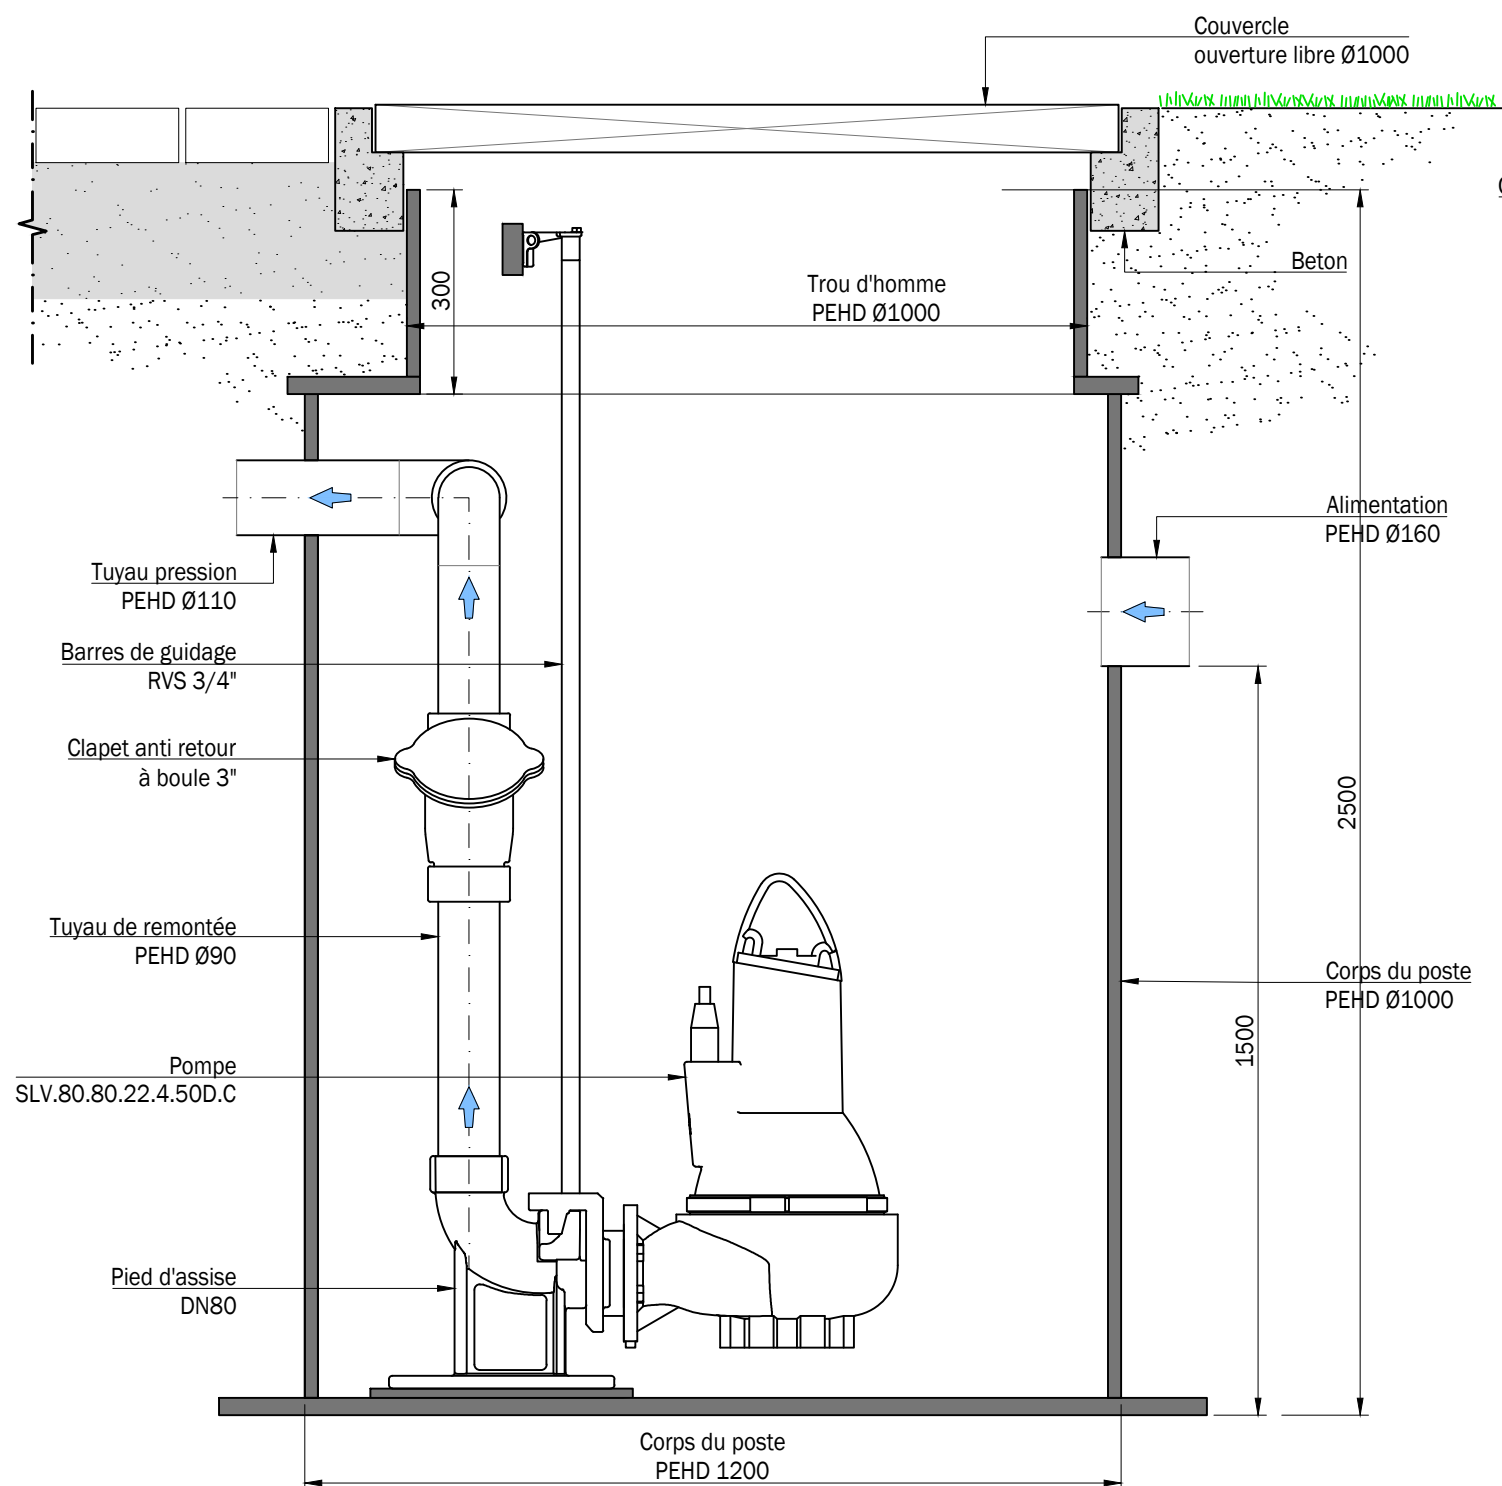 Couvercle
ouverture libre Ø1000
Beton
Trou d'homme
PEHD Ø1000
300
Alimentation
PEHD Ø160
Tuyau pression
PEHD Ø110
Barres de guidage
RVS 3/4"
Clapet anti retour
à boule 3"
2500
Tuyau de remontée
PEHD Ø90
Corps du poste
PEHD Ø1000
1500
Pompe
SLV.80.80.22.4.50D.C
Pied d'assise
DN80
Corps du poste
PEHD 1200